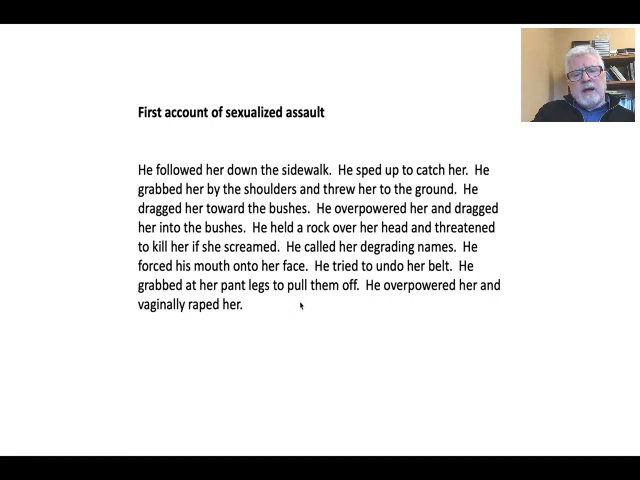 First account of sexualized assault
He followed her down the sidewalk. He sped up to catch her. He
grabbed her by the shoulders and threw her to the ground. He
dragged her toward the bushes. He overpowered her and dragged
her into the bushes. He held a rock over her head and threatened
to kill her if she screamed. He called her degrading names. He
forced his mouth onto her face. He tried to undo her belt. He
grabbed at her pant legs to pull them off. He overpowered her and
vaginally raped her.